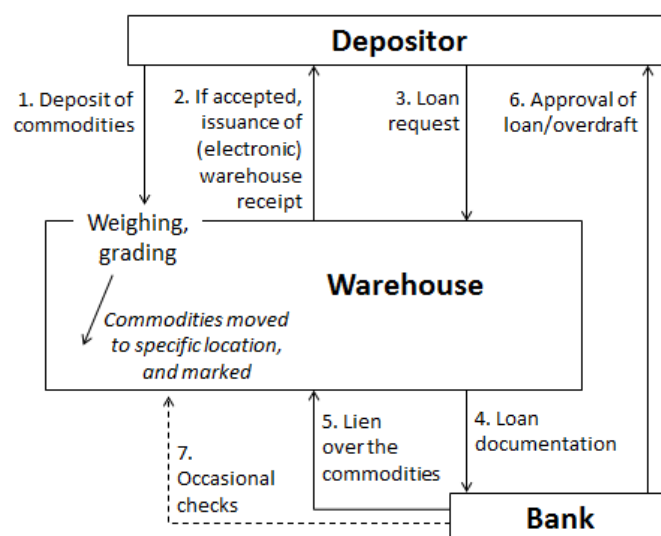 Depositor
1. Deposit of
commodities
2. If accepted,
issuance of
(electronic)
warehouse
receipt
3. Loan
request
6. Approval of
loan/overdraft
Weighing,
grading
Warehouse
Commodities moved
to specific location,
and marked
7.
Occasional
checks
5. Lien
over the
commodities
4. Loan
documentation
Bank